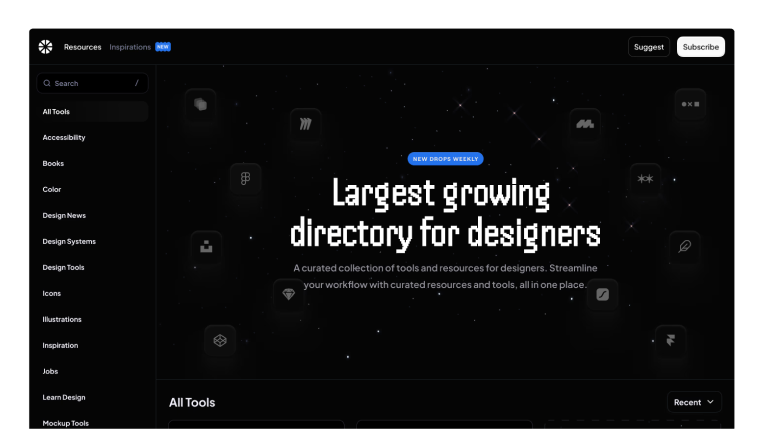 Resources Inspirations NEW
Suggest Subscribe
Search /
All Tools
Accessibility
Books
Color
Design News
Design Systems
Design Tools
Icons
Illustrations
Inspiration
Jobs
Learn Design
Mockup Tools
NEW DROPS WEEKLY
Largest growing
directory for designers
A curated collection of tools and resources for designers. Streamline
your workflow with curated resources and tools, all in one place.
All Tools
Recent